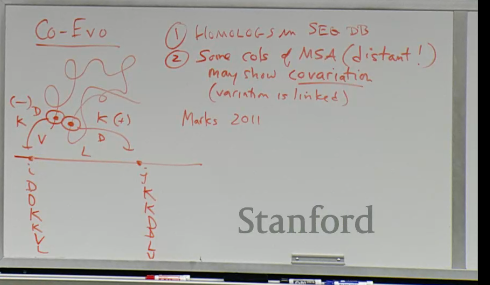 Co-Evo
① HOMOLOGS in SEQ DB
② Some cols of MSA (distant!)
may show covariation
(variation is linked)
Marks 2011
(-) D
K
V
K (+)
D
L
i
j
D
D
K
K
V
L
K
K
D
D
L
Stanford